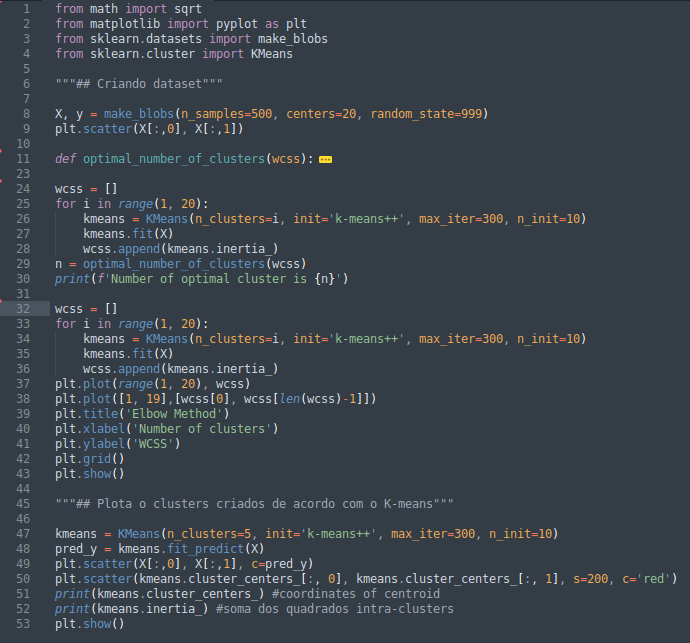 1 from math import sqrt
2 from matplotlib import pyplot as plt
3 from sklearn.datasets import make_blobs
4 from sklearn.cluster import KMeans
5
6 """## Criando dataset"""
7
8 X, y = make_blobs(n_samples=500, centers=20, random_state=999)
9 plt.scatter(X[:,0], X[:,1])
10
11 def optimal_number_of_clusters(wcss):
23
24 wcss = []
25 for i in range(1, 20):
26     kmeans = KMeans(n_clusters=i, init='k-means++', max_iter=300, n_init=10)
27     kmeans.fit(X)
28     wcss.append(kmeans.inertia_)
29 n = optimal_number_of_clusters(wcss)
30 print(f'Number of optimal cluster is {n}')
31
32 wcss = []
33 for i in range(1, 20):
34     kmeans = KMeans(n_clusters=i, init='k-means++', max_iter=300, n_init=10)
35     kmeans.fit(X)
36     wcss.append(kmeans.inertia_)
37 plt.plot(range(1, 20), wcss)
38 plt.plot([1, 19],[wcss[0], wcss[len(wcss)-1]])
39 plt.title('Elbow Method')
40 plt.xlabel('Number of clusters')
41 plt.ylabel('WCSS')
42 plt.grid()
43 plt.show()
44
45 """## Plota o clusters criados de acordo com o K-means"""
46
47 kmeans = KMeans(n_clusters=5, init='k-means++', max_iter=300, n_init=10)
48 pred_y = kmeans.fit_predict(X)
49 plt.scatter(X[:,0], X[:,1], c=pred_y)
50 plt.scatter(kmeans.cluster_centers_[:, 0], kmeans.cluster_centers_[:, 1], s=200, c='red')
51 print(kmeans.cluster_centers_) #coordinates of centroid
52 print(kmeans.inertia_) #soma dos quadrados intra-clusters
53 plt.show()